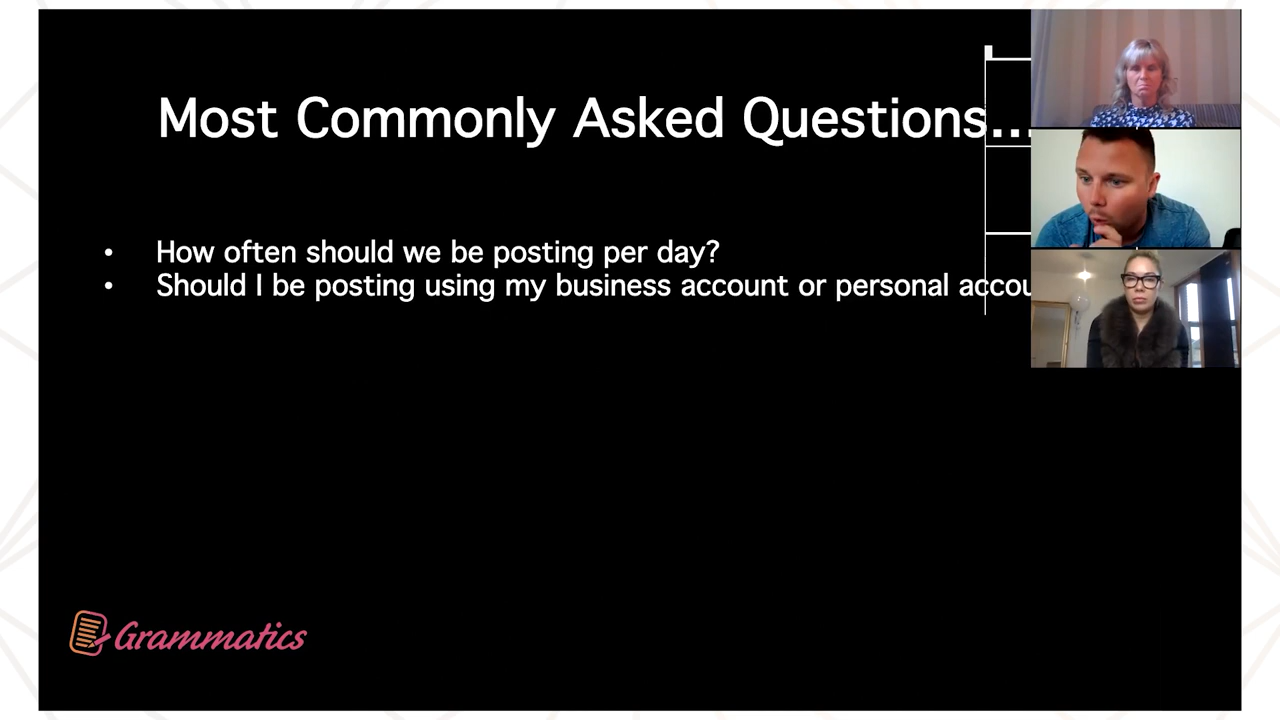 Most Commonly Asked Questions...
• How often should we be posting per day?
• Should I be posting using my business account or personal
Grammatics